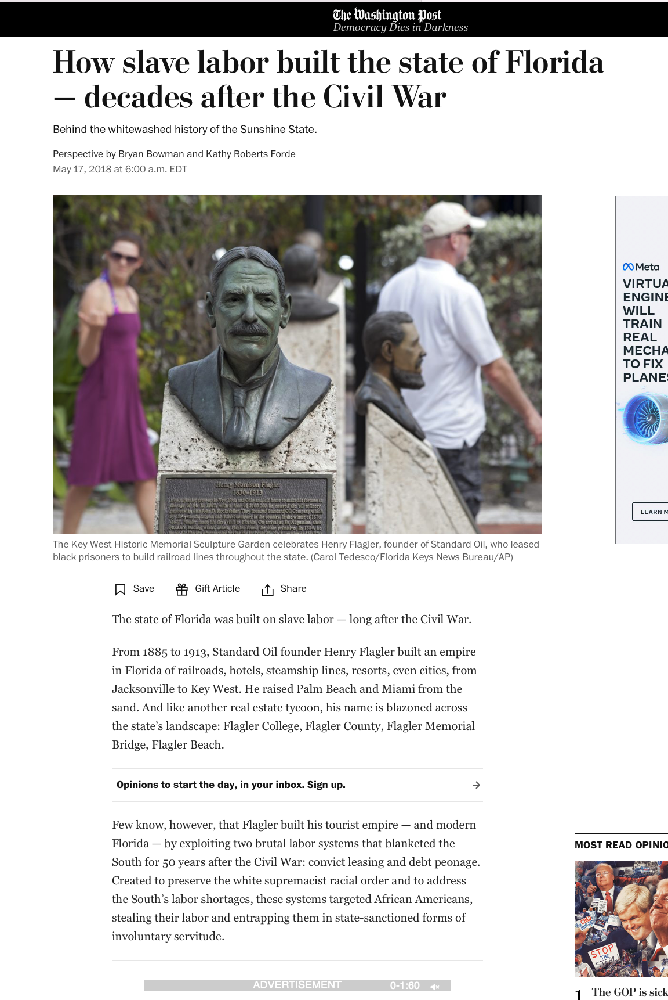 The Washington Post
Democracy Dies in Darkness
How slave labor built the state of Florida
— decades after the Civil War
Behind the whitewashed history of the Sunshine State.
Perspective by Bryan Bowman and Kathy Roberts Forde
May 17, 2018 at 6:00 a.m. EDT
Henry Morrison Flagler
1830–1913
The Key West Historic Memorial Sculpture Garden celebrates Henry Flagler, founder of Standard Oil, who leased
black prisoners to build railroad lines throughout the state. (Carol Tedesco/Florida Keys News Bureau/AP)
Save Gift Article Share
The state of Florida was built on slave labor — long after the Civil War.
From 1885 to 1913, Standard Oil founder Henry Flagler built an empire
in Florida of railroads, hotels, steamship lines, resorts, even cities, from
Jacksonville to Key West. He raised Palm Beach and Miami from the
sand. And like another real estate tycoon, his name is blazoned across
the state’s landscape: Flagler College, Flagler County, Flagler Memorial
Bridge, Flagler Beach.
Opinions to start the day, in your inbox. Sign up.
Few know, however, that Flagler built his tourist empire — and modern
Florida — by exploiting two brutal labor systems that blanketed the
South for 50 years after the Civil War: convict leasing and debt peonage.
Created to preserve the white supremacist racial order and to address
the South’s labor shortages, these systems targeted African Americans,
stealing their labor and entrapping them in state-sanctioned forms of
involuntary servitude.
ADVERTISEMENT 0-1:60
Meta
VIRTUA
ENGINE
WILL
TRAIN
REAL
MECHA
TO FIX
PLANES
LEARN M
MOST READ OPINIO
STOP
THE
STEAL
1 The GOP is sick